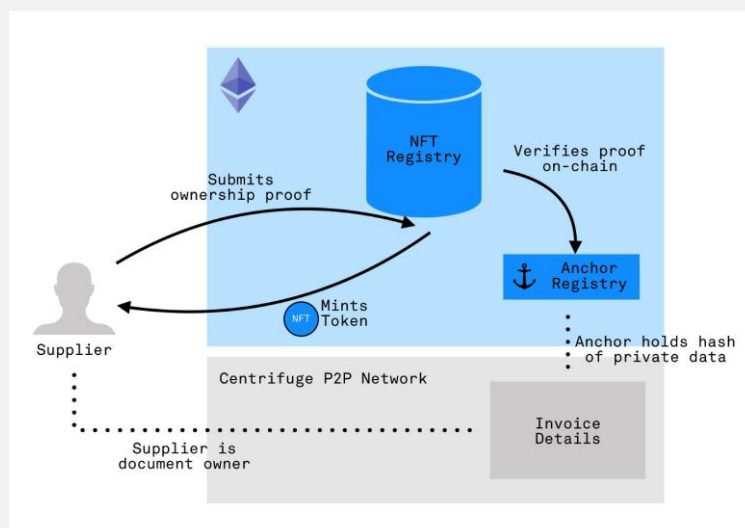 NFT
Registry
Verifies proof
on-chain
Submits
ownership proof
Anchor
Registry
NFT
Mints
Token
Supplier
Anchor holds hash
of private data
Centrifuge P2P Network
Invoice
Details
Supplier is
document owner